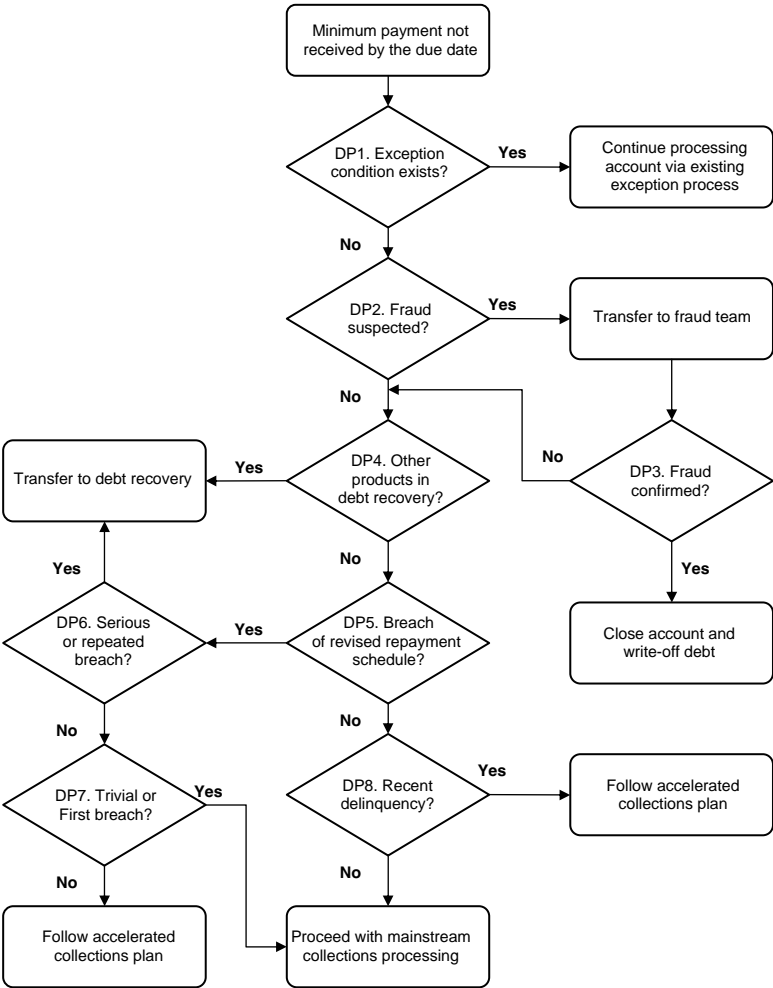 Minimum payment not
received by the due date
DP1. Exception
condition exists?
Yes
Continue processing
account via existing
exception process
No
DP2. Fraud
suspected?
Yes
Transfer to fraud team
No
DP4. Other
products in
debt recovery?
Yes
Transfer to debt recovery
No
DP3. Fraud
confirmed?
No
Yes
Close account and
write-off debt
DP5. Breach
of revised repayment
schedule?
Yes
DP6. Serious
or repeated
breach?
Yes
No
No
DP7. Trivial or
First breach?
Yes
DP8. Recent
delinquency?
Yes
Follow accelerated
collections plan
No
No
Follow accelerated
collections plan
Proceed with mainstream
collections processing